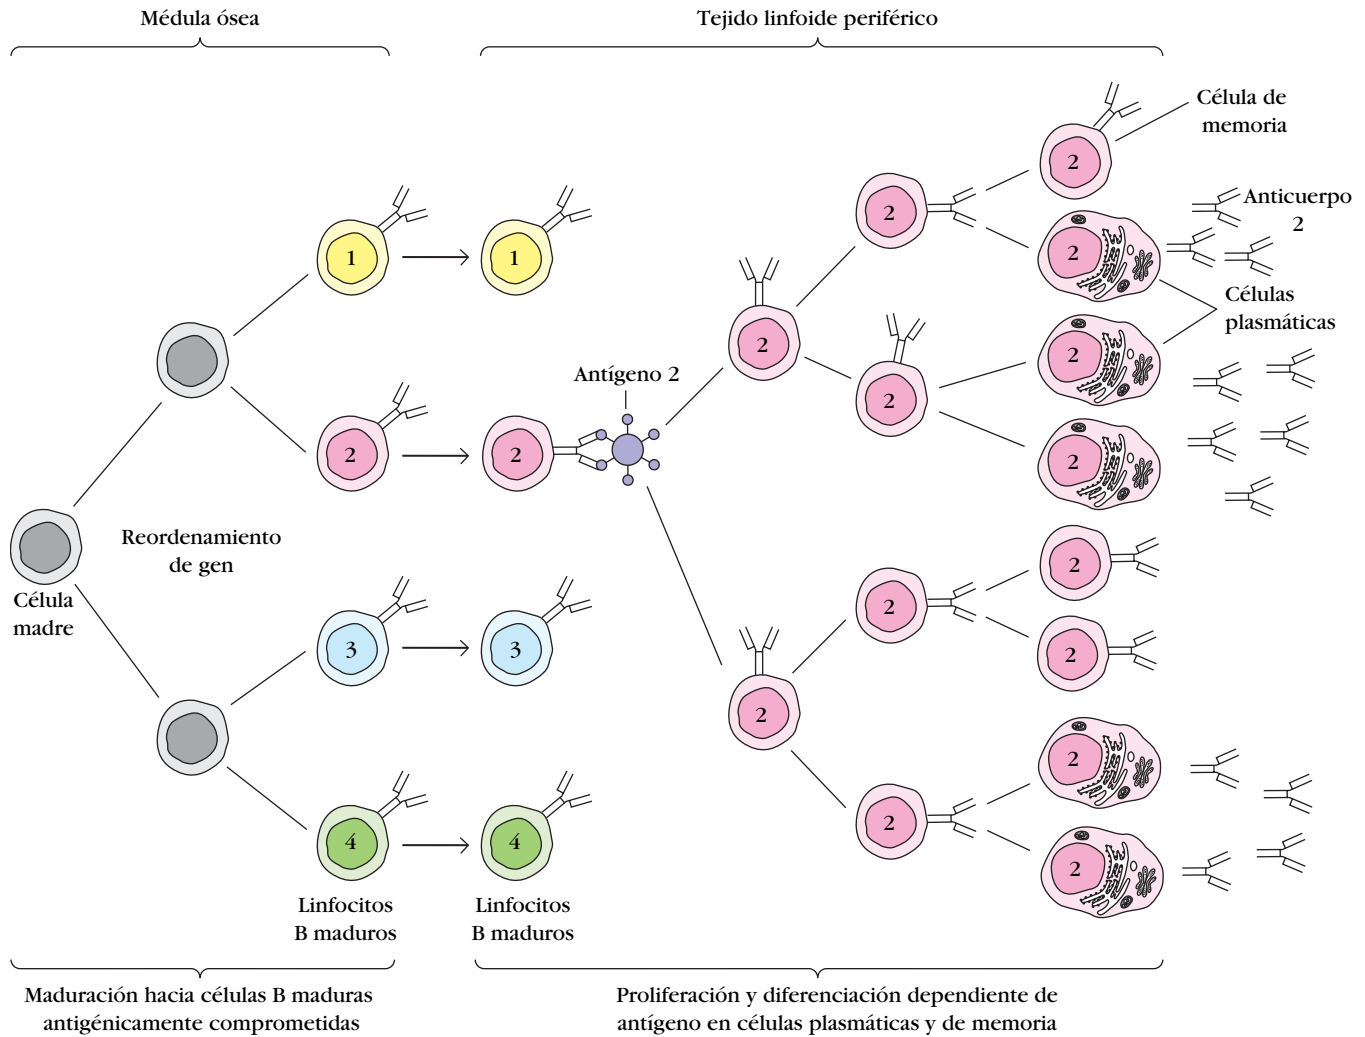 Médula ósea
Tejido linfoide periférico
Célula de
memoria
Anticuerpo
2
Células
plasmáticas
2
2
2
2
2
2
2
2
2
2
2
2
2
2
1
1
2
2
Antígeno 2
Reordenamiento
de gen
Célula
madre
3
3
4
4
Linfocitos
B maduros
Linfocitos
B maduros
Maduración hacia células B maduras
antigénicamente comprometidas
Proliferación y diferenciación dependiente de
antígeno en células plasmáticas y de memoria